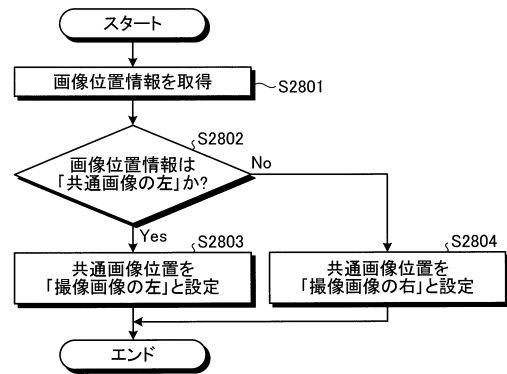 スタート
画像位置情報を取得
S2801
S2802
画像位置情報は
「共通画像の左」か?
No
Yes
S2803
共通画像位置を
「撮像画像の左」と設定
S2804
共通画像位置を
「撮像画像の右」と設定
エンド